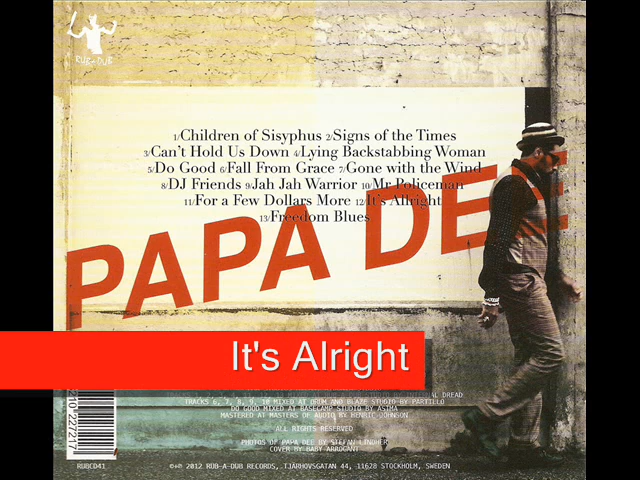 RUB-A-DUB
1/Children of Sisyphus 2/Signs of the Times
3/Can't Hold Us Down 4/Lying Backstabbing Woman
5/Do Good 6/Fall From Grace 7/Gone with the Wind
8/DJ Friends 9/Jah Jah Warrior 10/Mr Policeman
11/For a Few Dollars More 12/It's Allright
13/Freedom Blues
PAPA DEE
It's Alright
DREAD
TRACKS 6, 7, 8, 9, 10 MIXED AT DRUM AND BLAZE STUDIO BY PARTILLO
DO GOOD MIXED AT BASECAMP STUDIO BY ASTMA
MASTERED AT MASTERS OF AUDIO BY HENRIC JOHNSON
ALL RIGHTS RESERVED
PHOTOS OF PAPA DEE BY STEFAN LINDHER
COVER BY BABY ARROGANT
RUBCD41
©+℗ 2012 RUB-A-DUB RECORDS, TJÄRHOVSGATAN 44, 11628 STOCKHOLM, SWEDEN